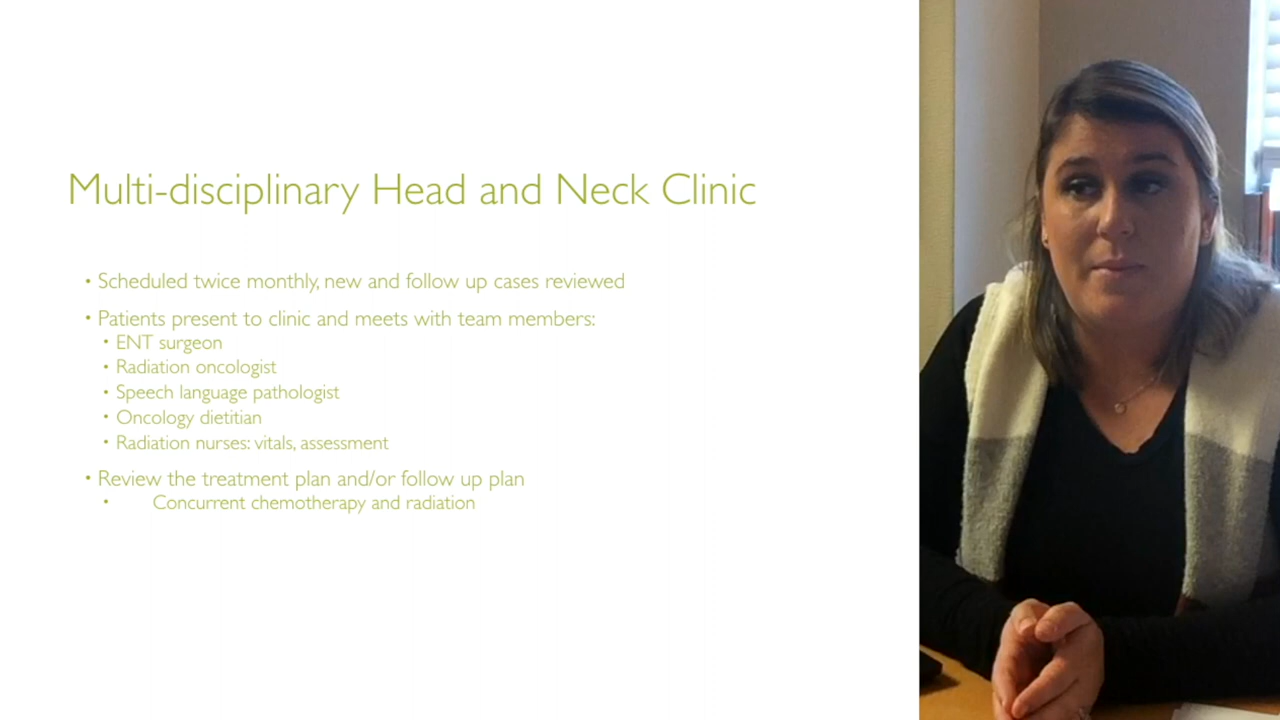 Multi-disciplinary Head and Neck Clinic
• Scheduled twice monthly, new and follow up cases reviewed
• Patients present to clinic and meets with team members:
• ENT surgeon
• Radiation oncologist
• Speech language pathologist
• Oncology dietitian
• Radiation nurses: vitals, assessment
• Review the treatment plan and/or follow up plan
• Concurrent chemotherapy and radiation